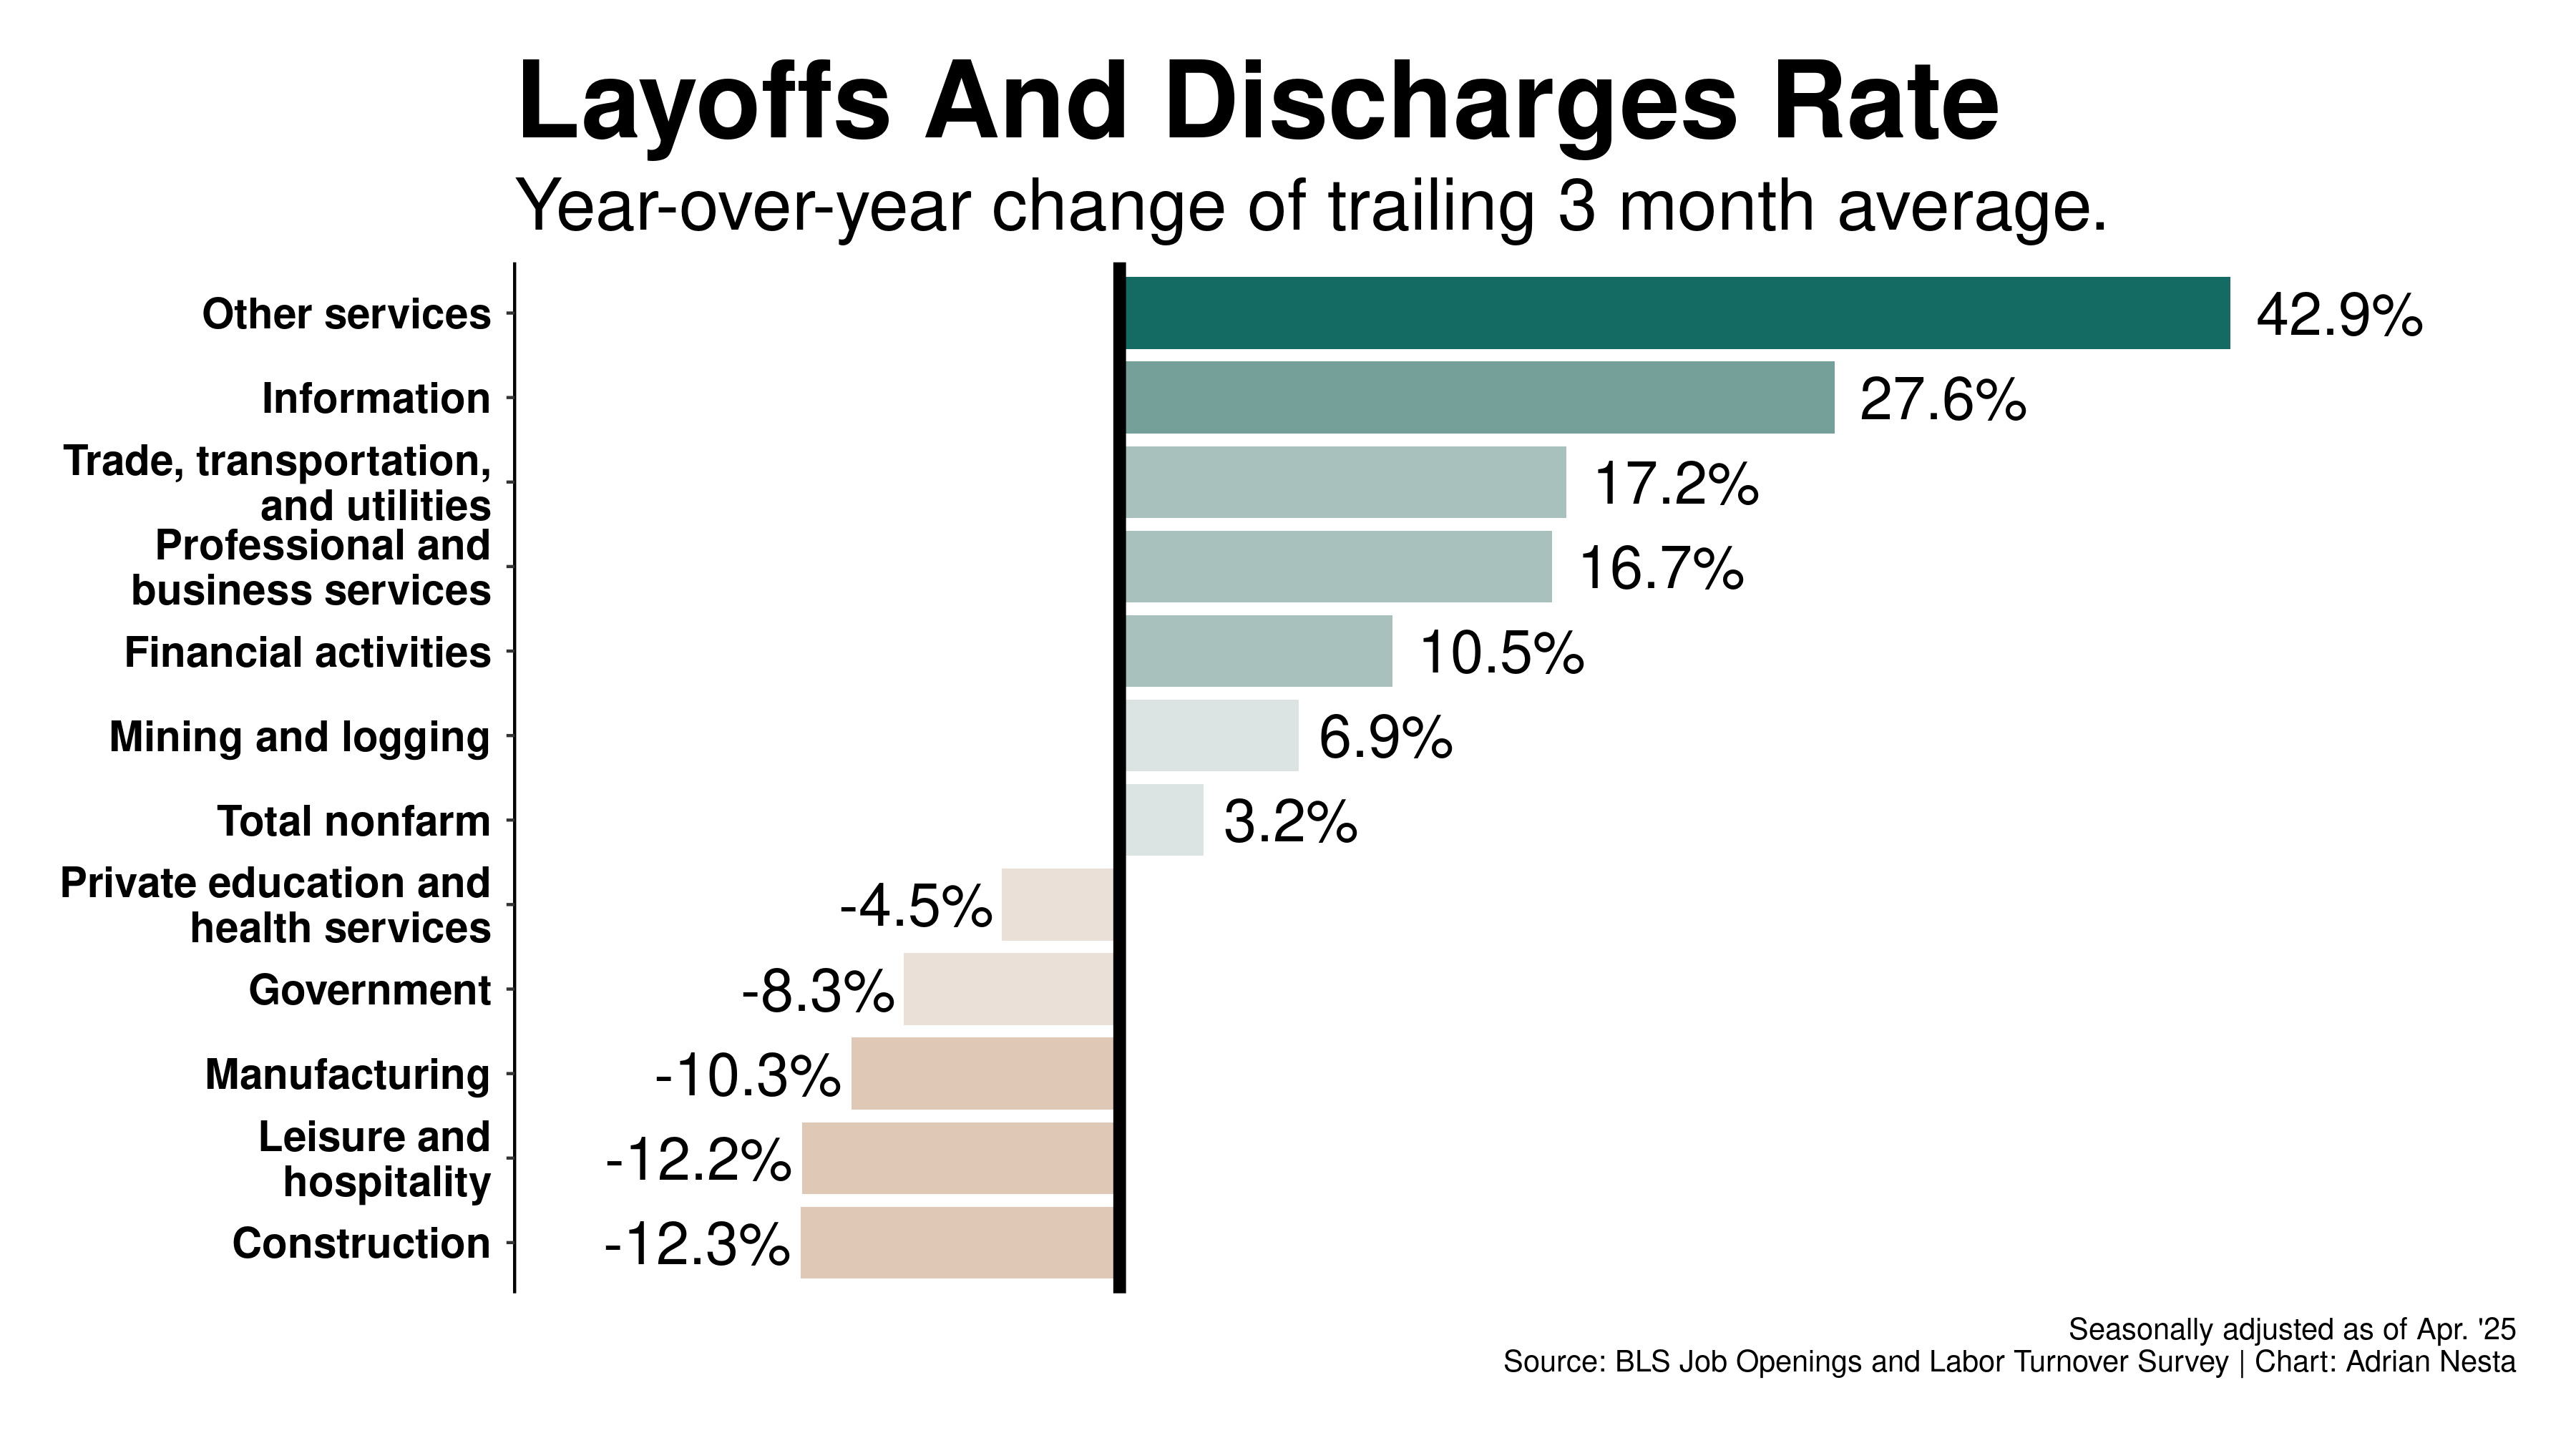 Layoffs And Discharges Rate
Year-over-year change of trailing 3 month average.
Other services
42.9%
Information
27.6%
Trade, transportation,
and utilities
17.2%
Professional and
business services
16.7%
Financial activities
10.5%
Mining and logging
6.9%
Total nonfarm
3.2%
Private education and
health services
-4.5%
Government
-8.3%
Manufacturing
-10.3%
Leisure and
hospitality
-12.2%
Construction
-12.3%
Seasonally adjusted as of Apr. '25
Source: BLS Job Openings and Labor Turnover Survey | Chart: Adrian Nesta